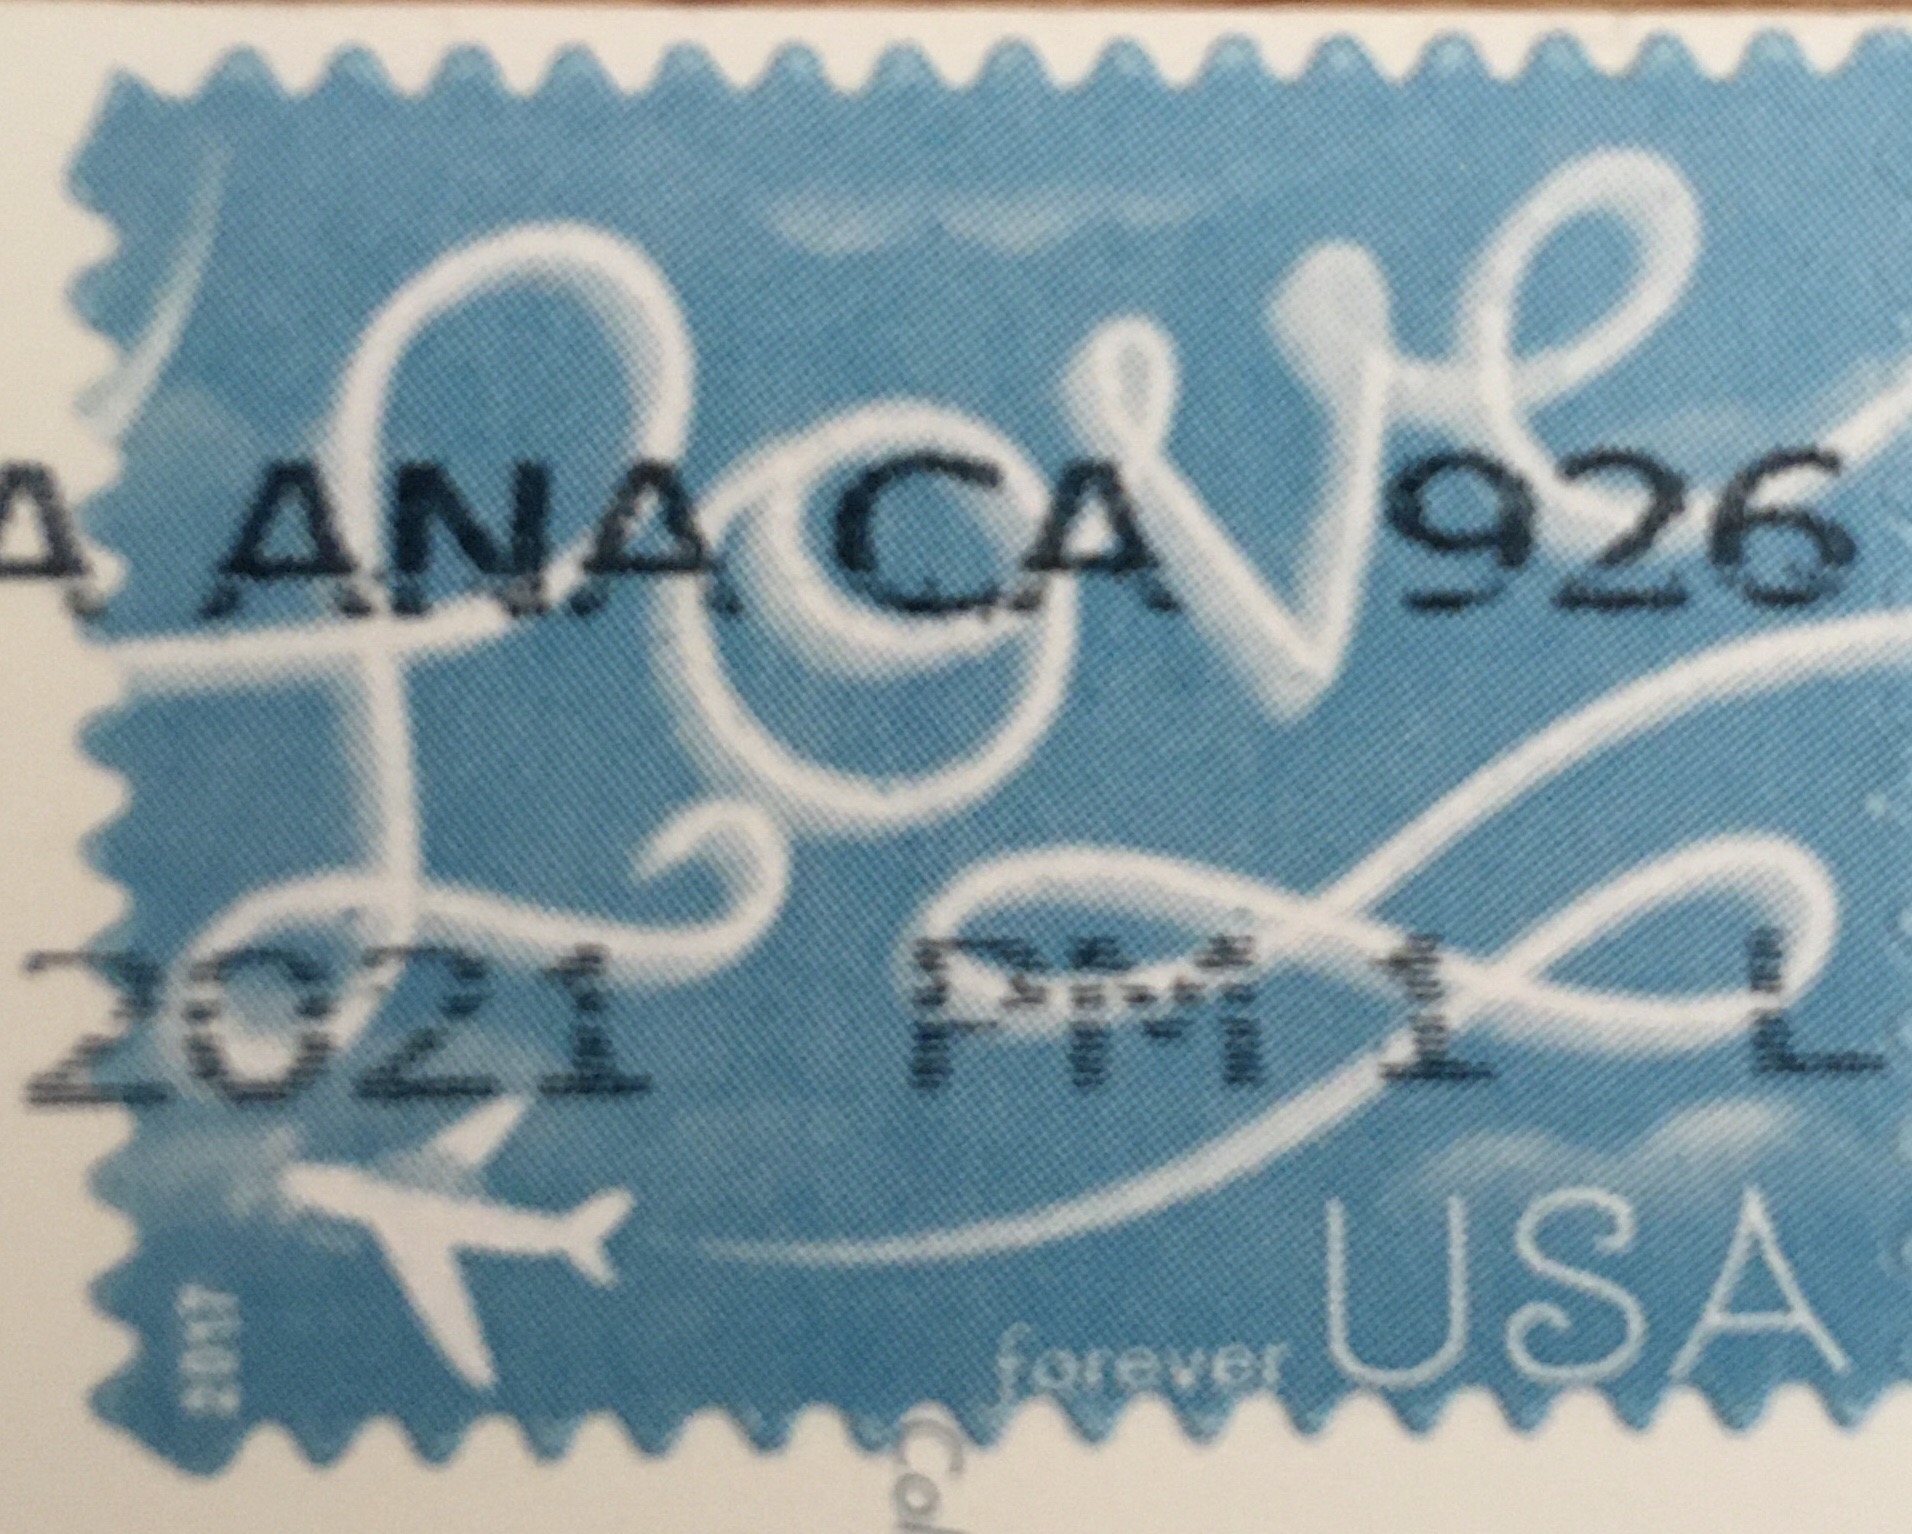 Love
A ANA CA 926
2021 PM 1 L
forever USA
2017